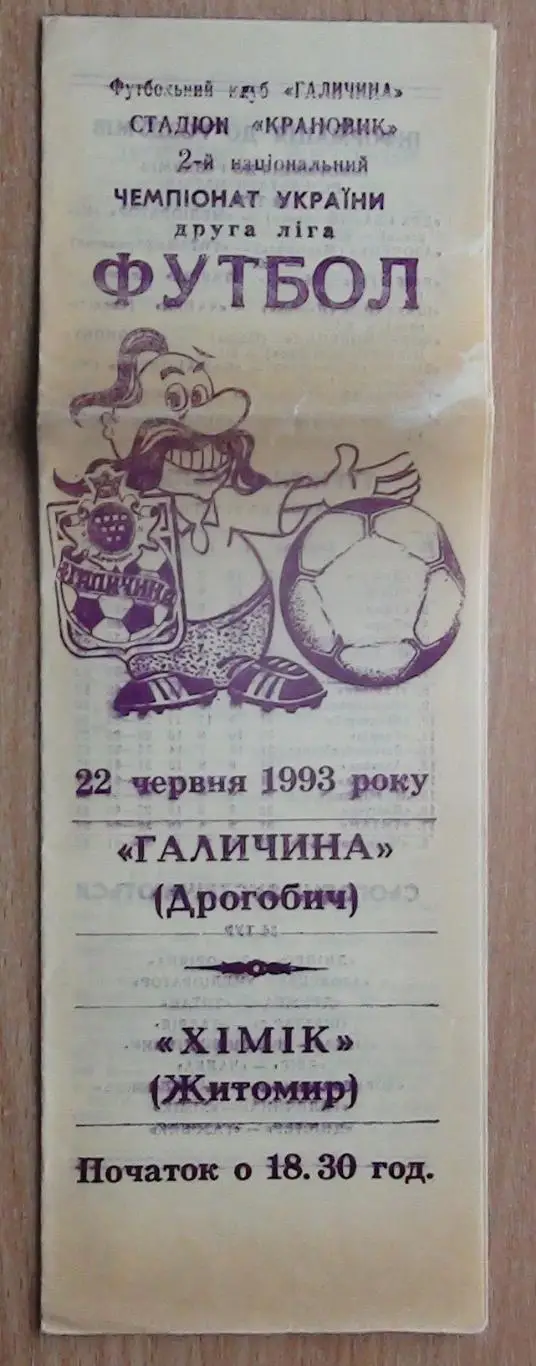 Футбольний клуб «ГАЛИЧИНА»
СТАДІОН «КРАНОВИК»
2-й національний
ЧЕМПІОНАТ УКРАЇНИ
друга ліга
ФУТБОЛ
ГАЛИЧИНА
22 червня 1993 року
«ГАЛИЧИНА»
(Дрогобич)
«ХІМІК»
(Житомир)
Початок о 18.30 год.